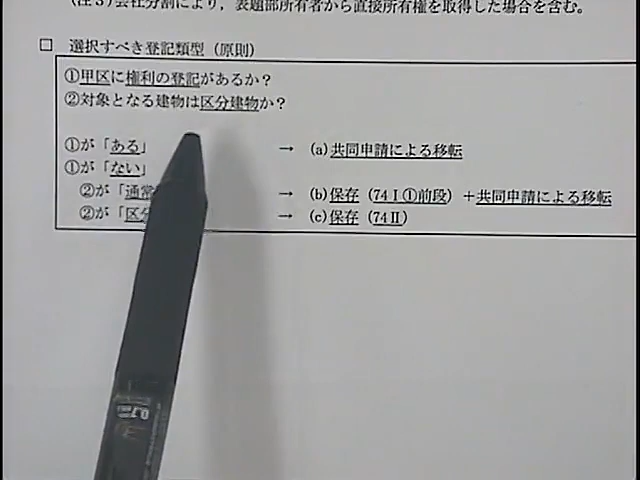 (注3) 会社分割により，表題部所有者から直接所有権を取得した場合を含む。
□ 選択すべき登記類型（原則）
①甲区に権利の登記があるか？
②対象となる建物は区分建物か？
①が「ある」 → (a)共同申請による移転
①が「ない」
②が「通常 → (b)保存（74Ⅰ①前段）＋共同申請による移転
②が「区分 → (c)保存（74Ⅱ）
0.7